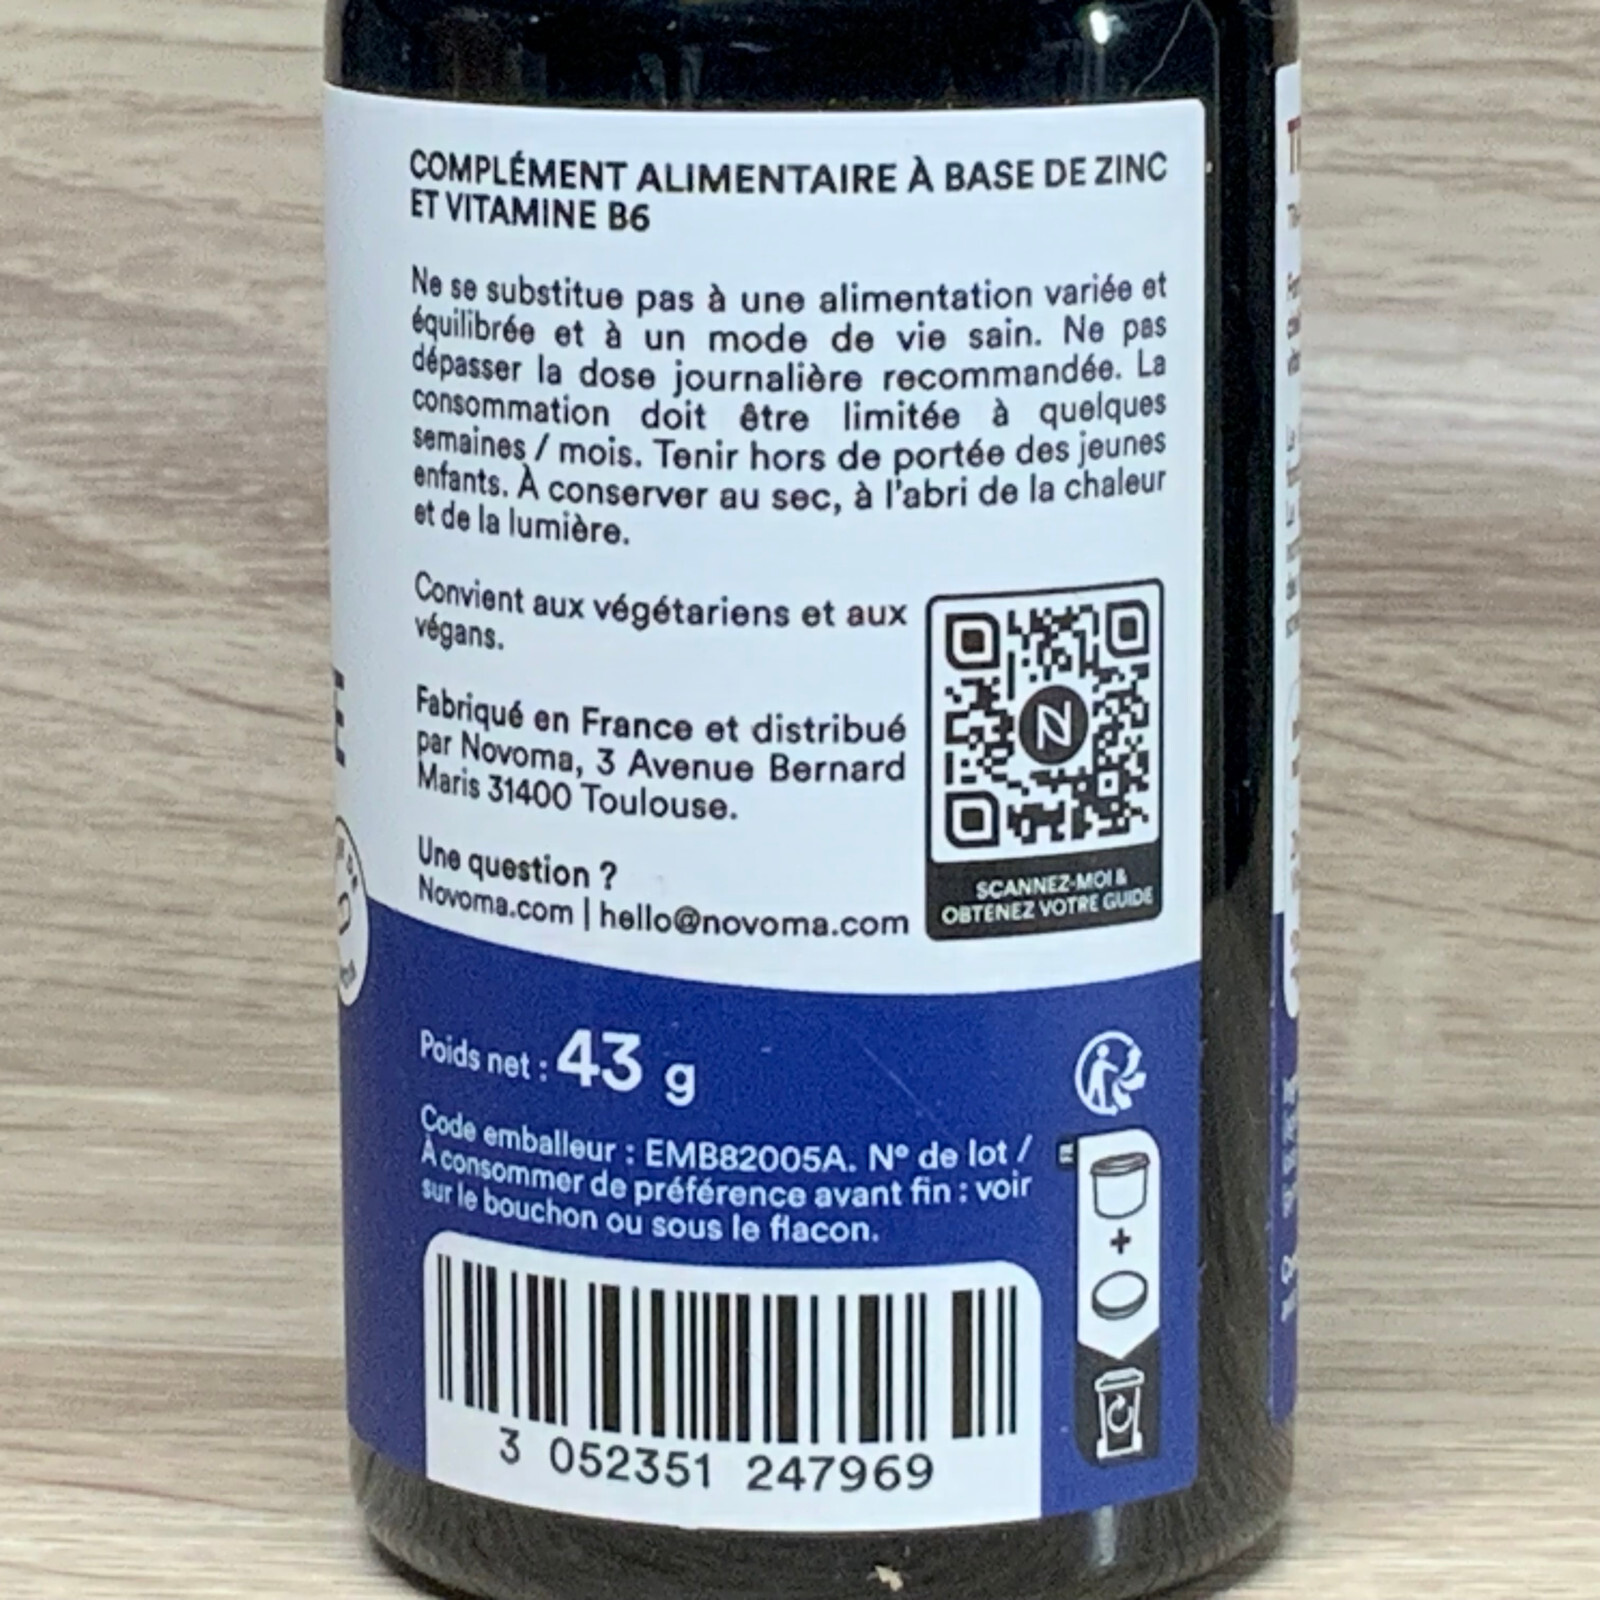 COMPLÉMENT ALIMENTAIRE À BASE DE ZINC
ET VITAMINE B6
Ne se substitue pas à une alimentation variée et
équilibrée et à un mode de vie sain. Ne pas
dépasser la dose journalière recommandée. La
consommation doit être limitée à quelques
semaines / mois. Tenir hors de portée des jeunes
enfants. À conserver au sec, à l'abri de la chaleur
et de la lumière.
Convient aux végétariens et aux
végans.
Fabriqué en France et distribué
par Novoma, 3 Avenue Bernard
Maris 31400 Toulouse.
Une question ?
Novoma.com | hello@novoma.com
N
SCANNEZ-MOI &
OBTENEZ VOTRE GUIDE
Poids net : 43 g
Code emballeur : EMB82005A. N° de lot /
À consommer de préférence avant fin : voir
sur le bouchon ou sous le flacon.
FR
+
3 052351 247969